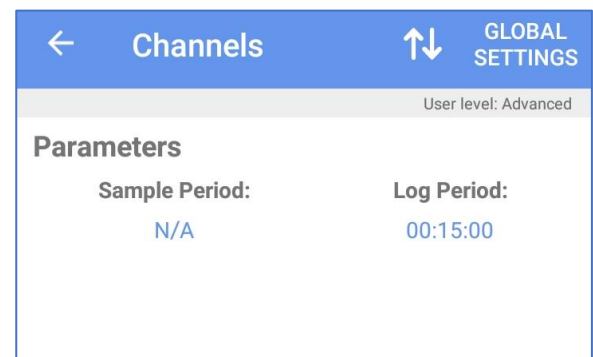 Channels
GLOBAL
SETTINGS
User level: Advanced
Parameters
Sample Period:
Log Period:
N/A
00:15:00